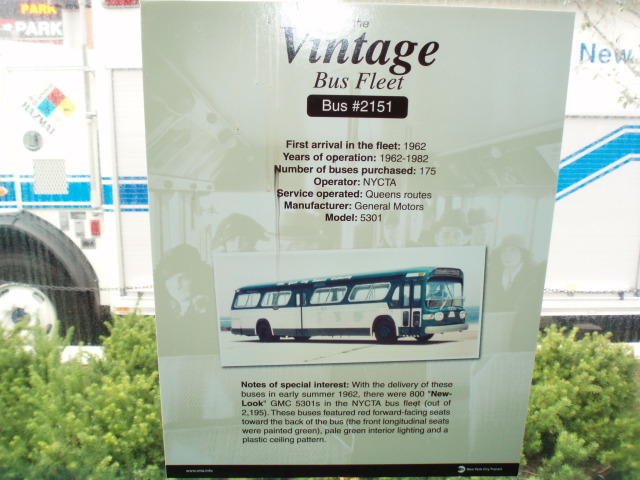 PARK
PARK
HAZMAT
New
the
Vintage
Bus Fleet
Bus #2151
First arrival in the fleet: 1962
Years of operation: 1962-1982
Number of buses purchased: 175
Operator: NYCTA
Service operated: Queens routes
Manufacturer: General Motors
Model: 5301
Notes of special interest: With the delivery of these
buses in early summer 1962, there were 800 "New-
Look" GMC 5301s in the NYCTA bus fleet (out of
2,195). These buses featured red forward-facing seats
toward the back of the bus (the front longitudinal seats
were painted green), pale green interior lighting and a
plastic ceiling pattern.
www.mta.info
New York City Transit